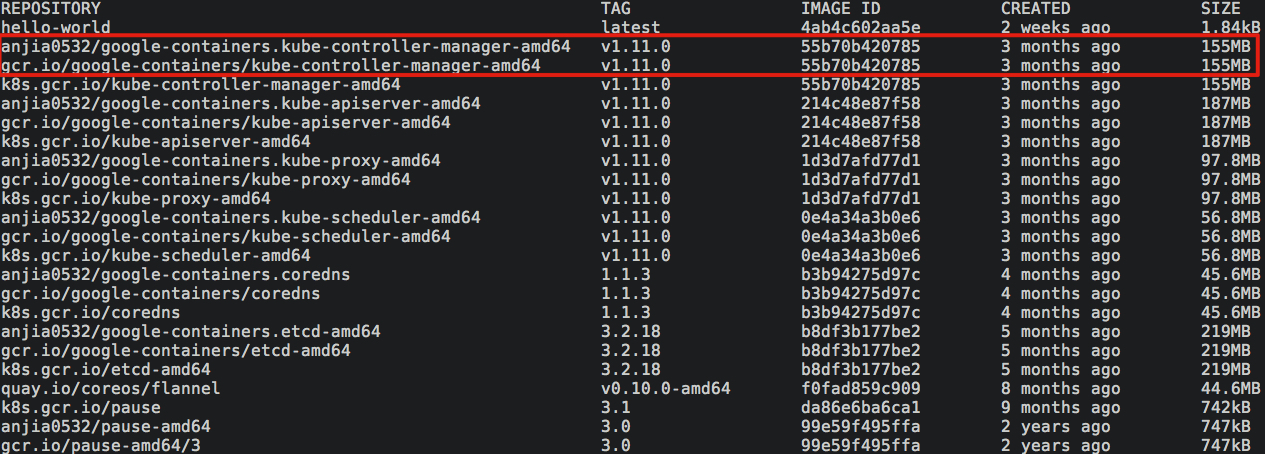 REPOSITORY TAG IMAGE ID CREATED SIZE
hello-world latest 4ab4c602aa5e 2 weeks ago 1.84kB
anjia0532/google-containers.kube-controller-manager-amd64 v1.11.0 55b70b420785 3 months ago 155MB
gcr.io/google-containers/kube-controller-manager-amd64 v1.11.0 55b70b420785 3 months ago 155MB
k8s.gcr.io/kube-controller-manager-amd64 v1.11.0 55b70b420785 3 months ago 155MB
anjia0532/google-containers.kube-apiserver-amd64 v1.11.0 214c48e87f58 3 months ago 187MB
gcr.io/google-containers/kube-apiserver-amd64 v1.11.0 214c48e87f58 3 months ago 187MB
k8s.gcr.io/kube-apiserver-amd64 v1.11.0 214c48e87f58 3 months ago 187MB
anjia0532/google-containers.kube-proxy-amd64 v1.11.0 1d3d7afd77d1 3 months ago 97.8MB
gcr.io/google-containers/kube-proxy-amd64 v1.11.0 1d3d7afd77d1 3 months ago 97.8MB
k8s.gcr.io/kube-proxy-amd64 v1.11.0 1d3d7afd77d1 3 months ago 97.8MB
anjia0532/google-containers.kube-scheduler-amd64 v1.11.0 0e4a34a3b0e6 3 months ago 56.8MB
gcr.io/google-containers/kube-scheduler-amd64 v1.11.0 0e4a34a3b0e6 3 months ago 56.8MB
k8s.gcr.io/kube-scheduler-amd64 v1.11.0 0e4a34a3b0e6 3 months ago 56.8MB
anjia0532/google-containers.coredns 1.1.3 b3b94275d97c 4 months ago 45.6MB
gcr.io/google-containers/coredns 1.1.3 b3b94275d97c 4 months ago 45.6MB
k8s.gcr.io/coredns 1.1.3 b3b94275d97c 4 months ago 45.6MB
anjia0532/google-containers.etcd-amd64 3.2.18 b8df3b177be2 5 months ago 219MB
gcr.io/google-containers/etcd-amd64 3.2.18 b8df3b177be2 5 months ago 219MB
k8s.gcr.io/etcd-amd64 3.2.18 b8df3b177be2 5 months ago 219MB
quay.io/coreos/flannel v0.10.0-amd64 f0fad859c909 8 months ago 44.6MB
k8s.gcr.io/pause 3.1 da86e6ba6ca1 9 months ago 742kB
anjia0532/pause-amd64 3.0 99e59f495ffa 2 years ago 747kB
gcr.io/pause-amd64/3 3.0 99e59f495ffa 2 years ago 747kB